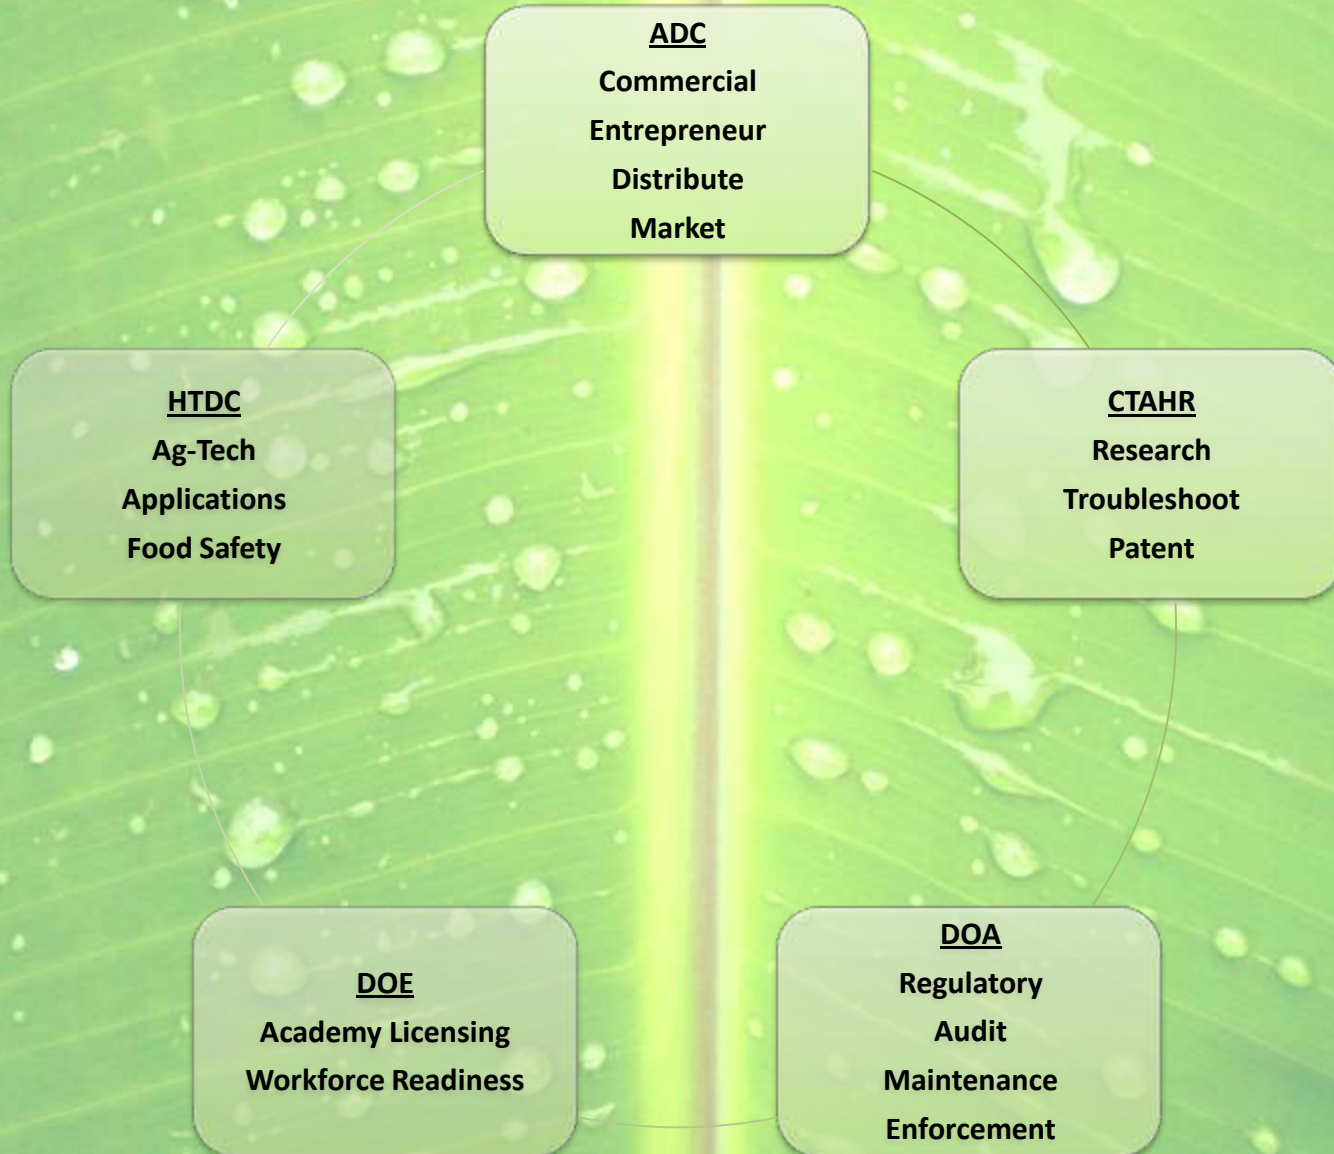 ADC
Commercial
Entrepreneur
Distribute
Market
HTDC
Ag-Tech
Applications
Food Safety
CTAHR
Research
Troubleshoot
Patent
DOE
Academy Licensing
Workforce Readiness
DOA
Regulatory
Audit
Maintenance
Enforcement